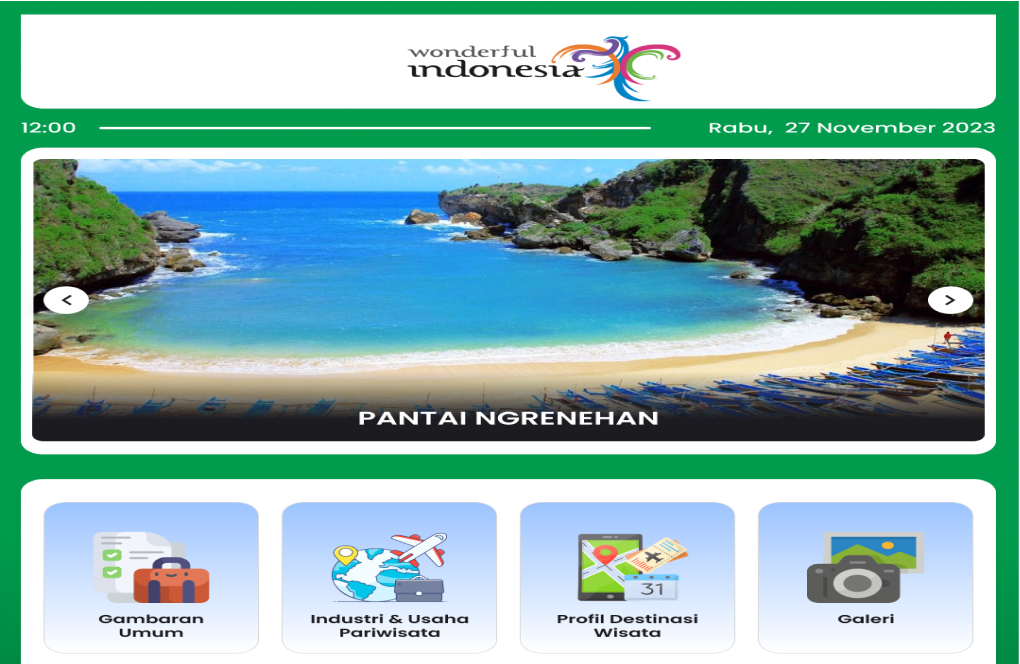 wonderful
indonesia
12:00
Rabu, 27 November 2023
<
>
PANTAI NGRENEHAN
31
Gambaran
Umum
Industri & Usaha
Pariwisata
Profil Destinasi
Wisata
Galeri